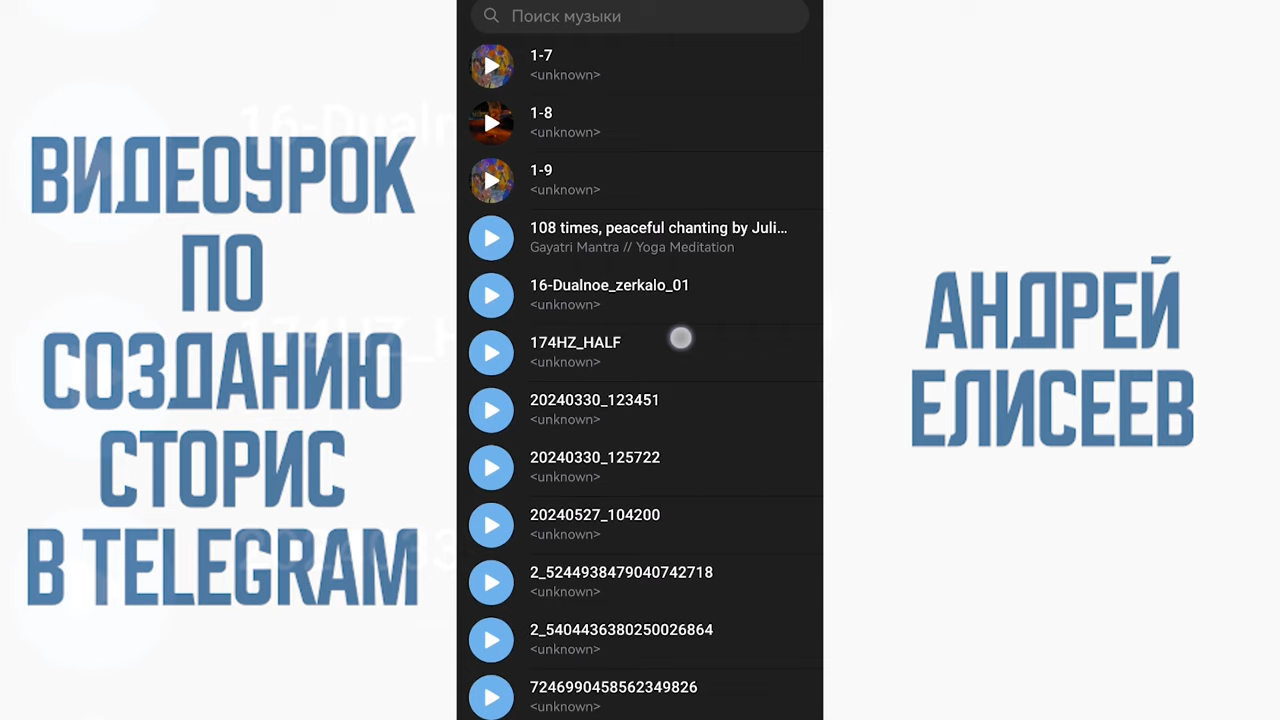 ВИДЕОУРОК
ПО
СОЗДАНИЮ
СТОРИС
В TELEGRAM
Поиск музыки
1-7
<unknown>
1-8
<unknown>
1-9
<unknown>
108 times, peaceful chanting by Juli...
Gayatri Mantra // Yoga Meditation
16-Dualnoe_zerkalo_01
<unknown>
174HZ_HALF
<unknown>
20240330_123451
<unknown>
20240330_125722
<unknown>
20240527_104200
<unknown>
2_5244938479040742718
<unknown>
2_5404436380250026864
<unknown>
7246990458562349826
<unknown>
АНДРЕЙ
ЕЛИСЕЕВ